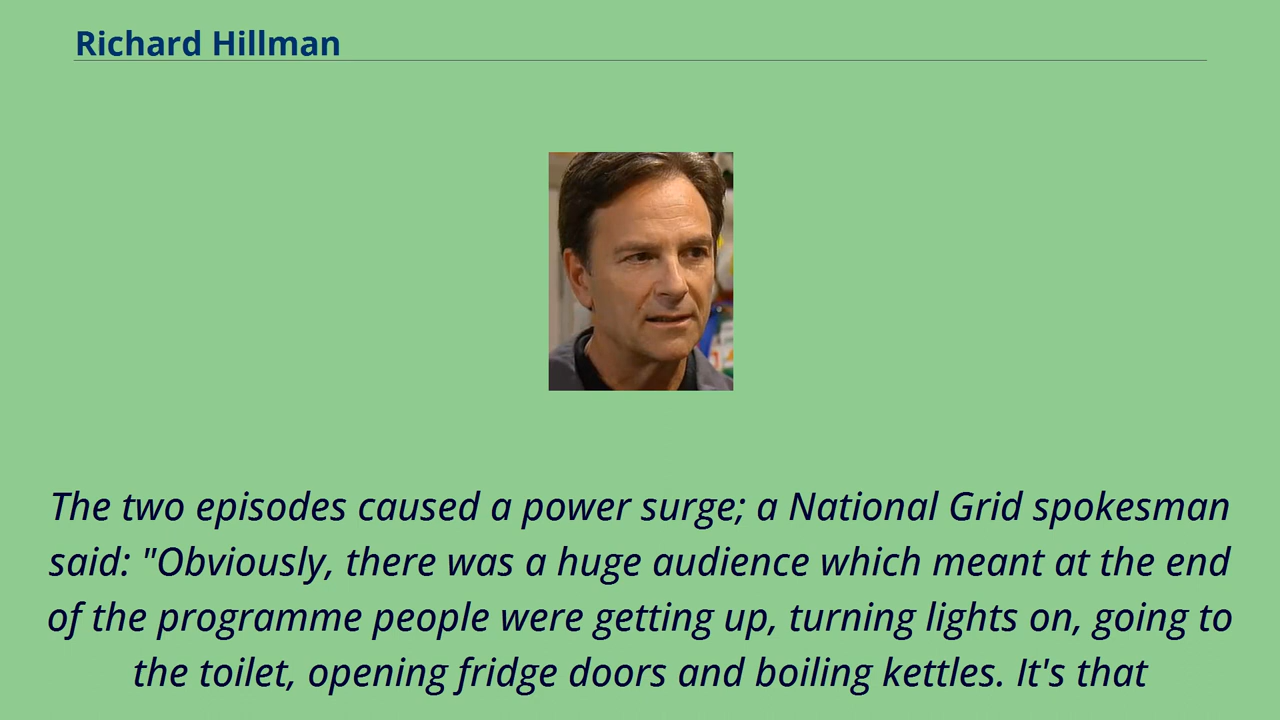 Richard Hillman
The two episodes caused a power surge; a National Grid spokesman
said: "Obviously, there was a huge audience which meant at the end
of the programme people were getting up, turning lights on, going to
the toilet, opening fridge doors and boiling kettles. It's that